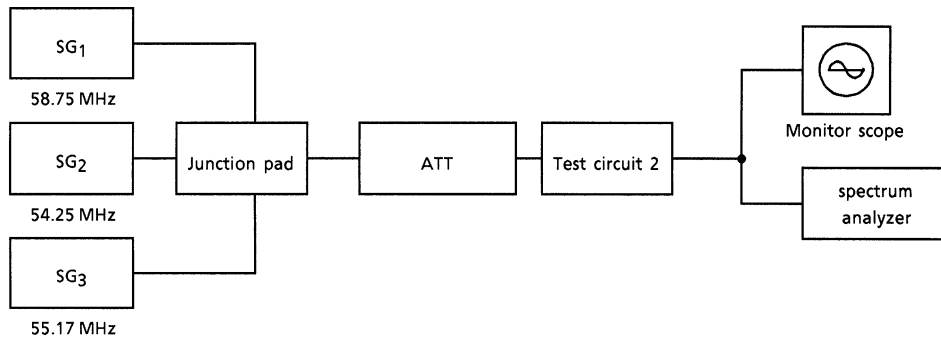 SG1
58.75 MHz
SG2
54.25 MHz
SG3
55.17 MHz
Junction pad
ATT
Test circuit 2
Monitor scope
spectrum
analyzer